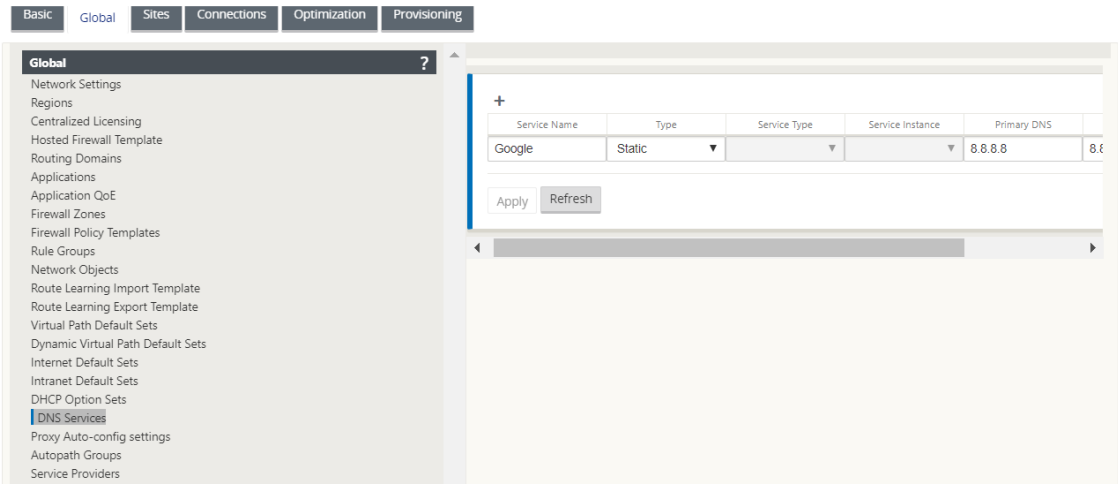 Basic Global Sites Connections Optimization Provisioning
Global ?
Network Settings
Regions
Centralized Licensing
Hosted Firewall Template
Routing Domains
Applications
Application QoE
Firewall Zones
Firewall Policy Templates
Rule Groups
Network Objects
Route Learning Import Template
Route Learning Export Template
Virtual Path Default Sets
Dynamic Virtual Path Default Sets
Internet Default Sets
Intranet Default Sets
DHCP Option Sets
DNS Services
Proxy Auto-config settings
Autopath Groups
Service Providers
+
Service Name Type Service Type Service Instance Primary DNS
Google Static 8.8.8.8
Apply Refresh